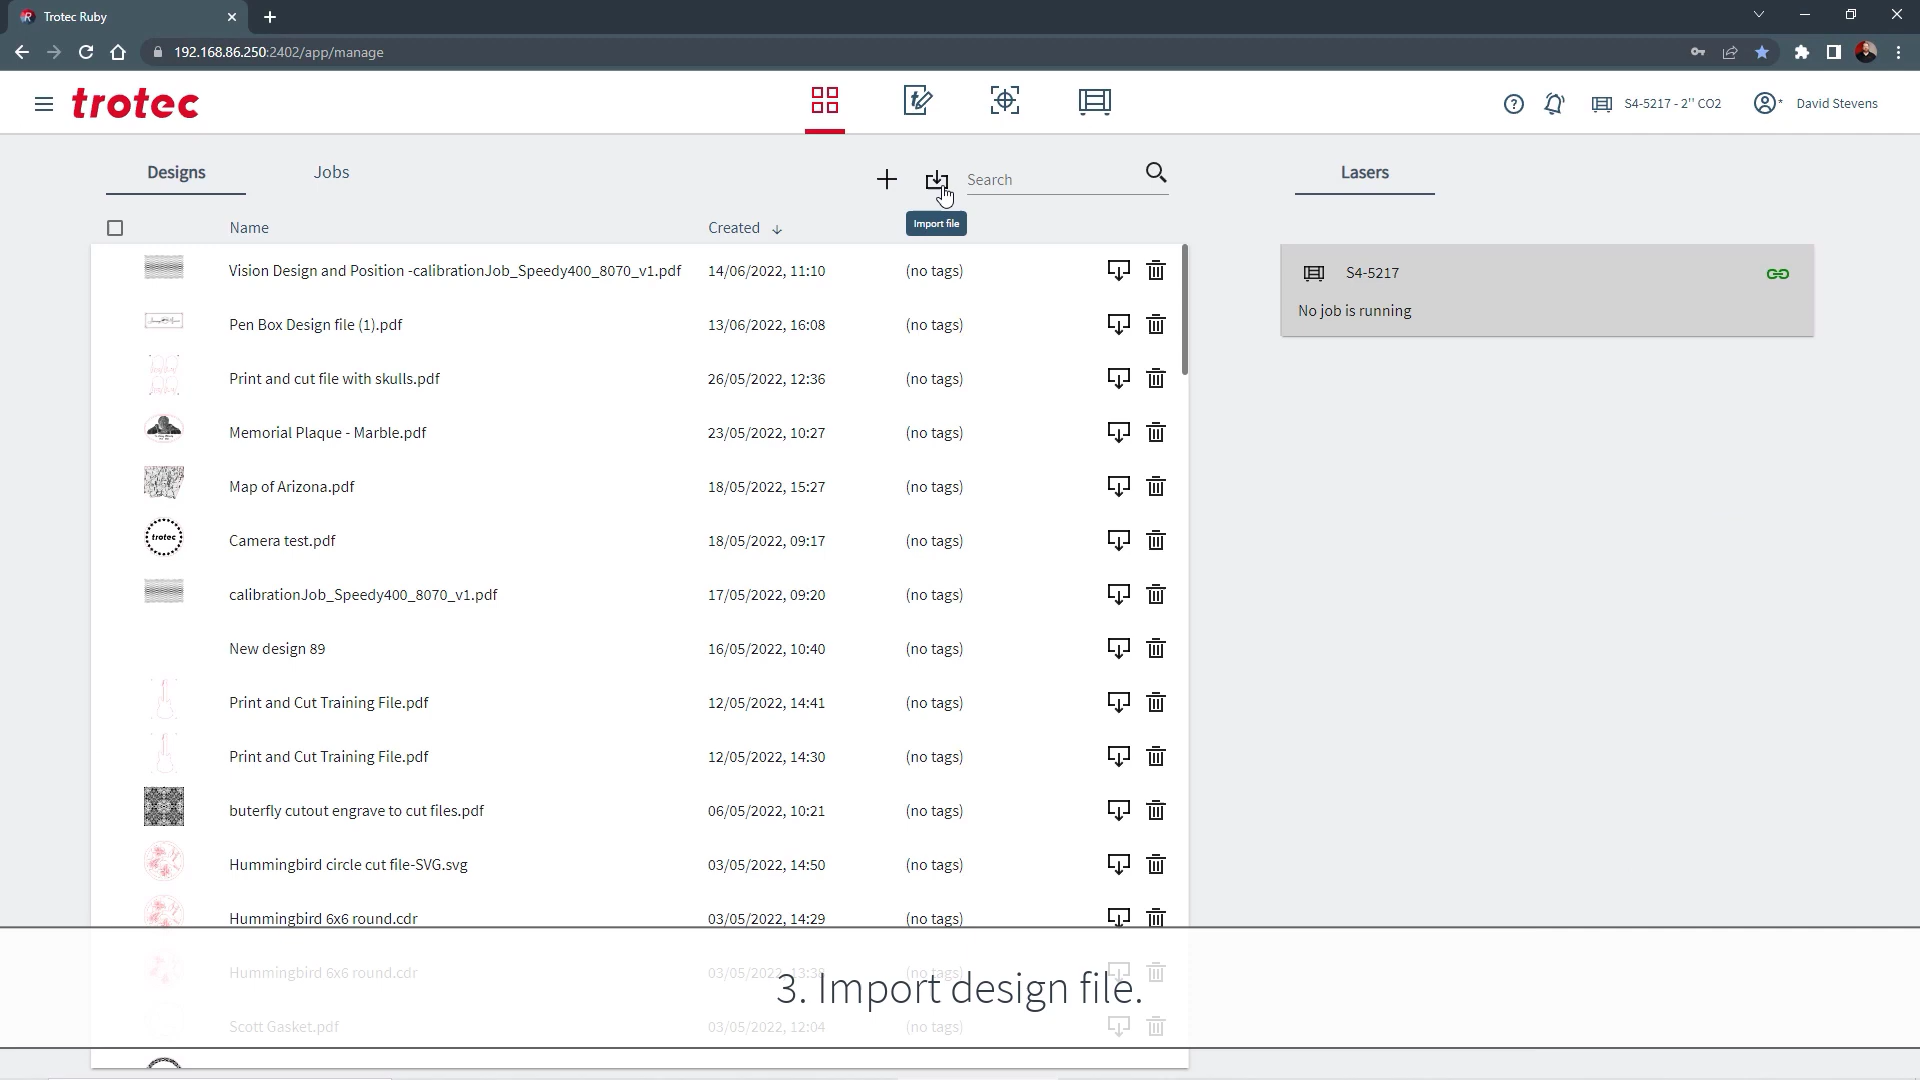 Trotec Ruby
192.168.86.250:2402/app/manage
trotec
S4-5217 - 2'' CO2
David Stevens
Designs
Jobs
Search
Lasers
Import file
Name
Created
Vision Design and Position -calibrationJob_Speedy400_8070_v1.pdf 14/06/2022, 11:10 (no tags)
S4-5217
No job is running
Pen Box Design file (1).pdf 13/06/2022, 16:08 (no tags)
Print and cut file with skulls.pdf 26/05/2022, 12:36 (no tags)
Memorial Plaque - Marble.pdf 23/05/2022, 10:27 (no tags)
Map of Arizona.pdf 18/05/2022, 15:27 (no tags)
trotec
Camera test.pdf 18/05/2022, 09:17 (no tags)
calibrationJob_Speedy400_8070_v1.pdf 17/05/2022, 09:20 (no tags)
New design 89 16/05/2022, 10:40 (no tags)
Print and Cut Training File.pdf 12/05/2022, 14:41 (no tags)
Print and Cut Training File.pdf 12/05/2022, 14:30 (no tags)
buterfly cutout engrave to cut files.pdf 06/05/2022, 10:21 (no tags)
Hummingbird circle cut file-SVG.svg 03/05/2022, 14:50 (no tags)
Hummingbird 6x6 round.cdr 03/05/2022, 14:29 (no tags)
Hummingbird 6x6 round.cdr 03/05/2022, 13:38 (no tags)
3. Import design file.
Scott Gasket.pdf 03/05/2022, 12:04 (no tags)